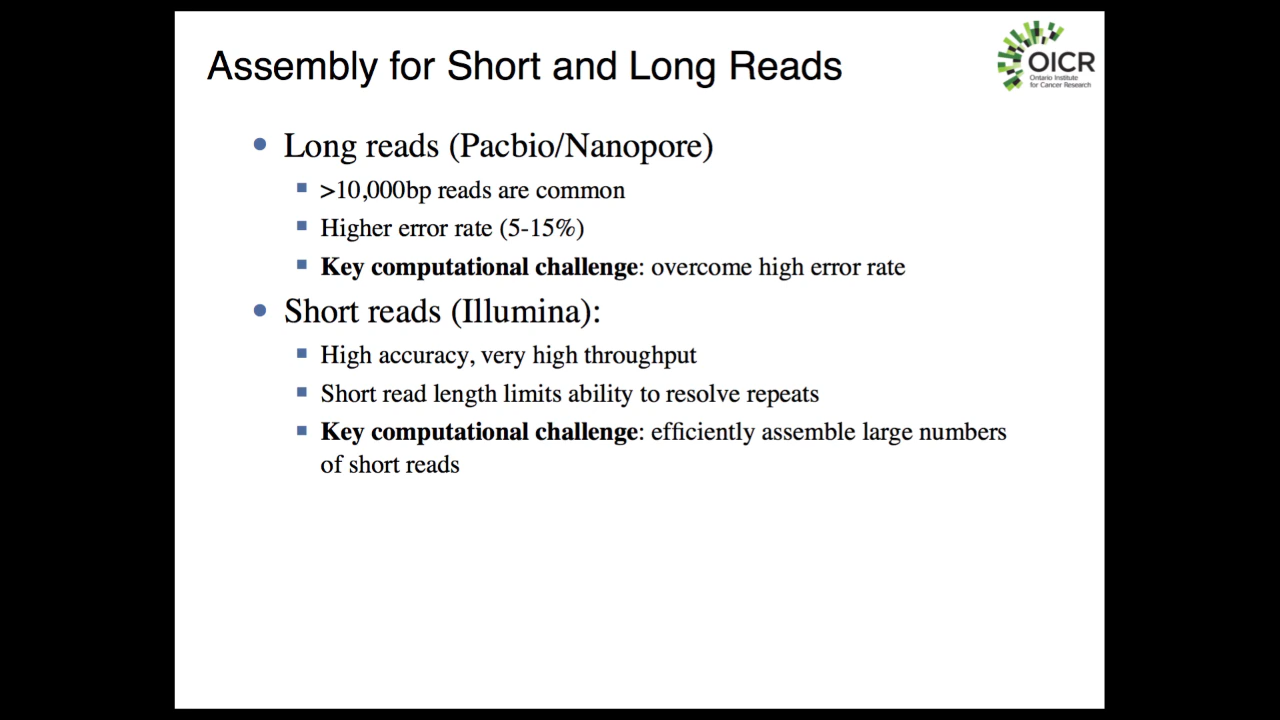 Assembly for Short and Long Reads
OICR
Ontario Institute
for Cancer Research
Long reads (Pacbio/Nanopore)
>10,000bp reads are common
Higher error rate (5-15%)
Key computational challenge: overcome high error rate
Short reads (Illumina):
High accuracy, very high throughput
Short read length limits ability to resolve repeats
Key computational challenge: efficiently assemble large numbers
of short reads